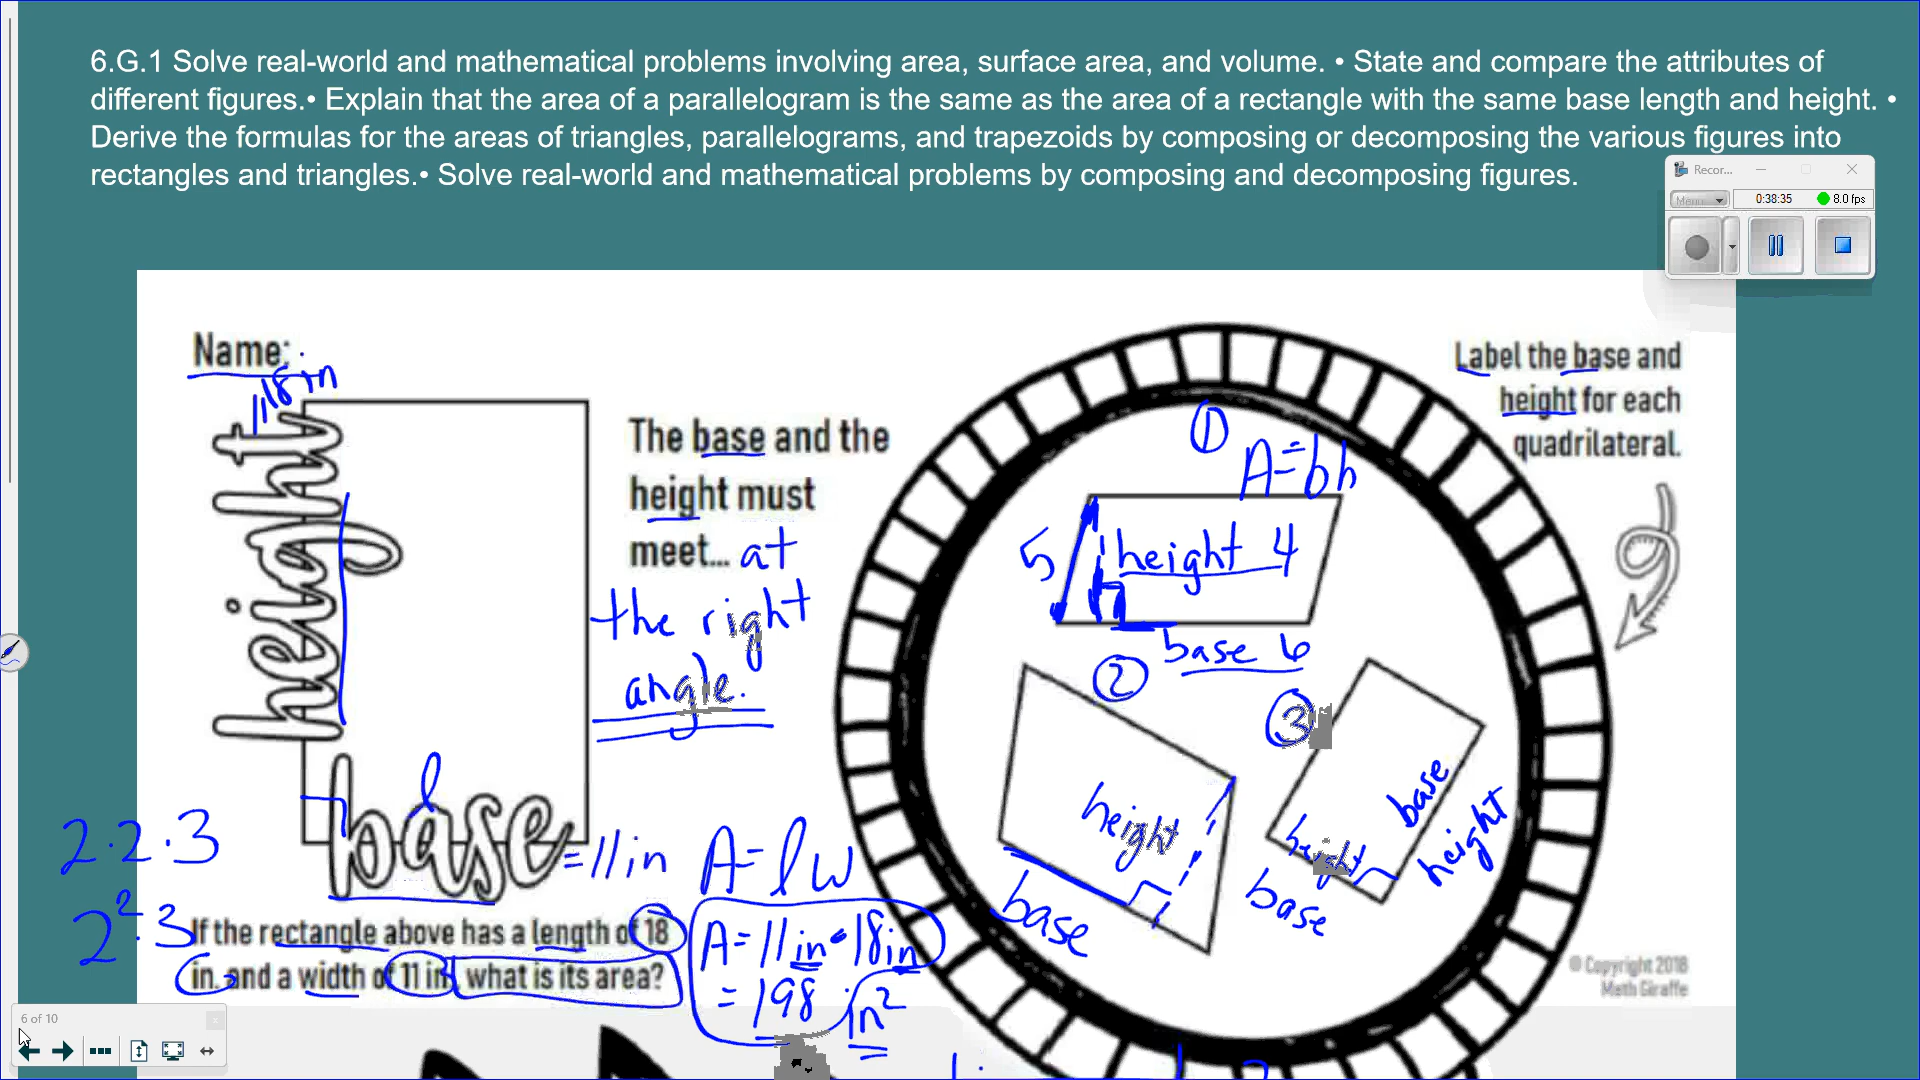 6.G.1 Solve real-world and mathematical problems involving area, surface area, and volume. • State and compare the attributes of
different figures.• Explain that the area of a parallelogram is the same as the area of a rectangle with the same base length and height. •
Derive the formulas for the areas of triangles, parallelograms, and trapezoids by composing or decomposing the various figures into
rectangles and triangles.• Solve real-world and mathematical problems by composing and decomposing figures.
Recor...
Menu
0:38:35
8.0 fps
Name:
18 in
height
base
l
= 11 in
The base and the
height must
meet... at
the right
angle.
Label the base and
height for each
quadrilateral.
1
A = bh
5
height 4
base 6
2
height
base
3
base
height
height
base
2·2·3
2²·3
A = lw
If the rectangle above has a length of 18
in. and a width of 11 in, what is its area?
A = 11 in • 18 in
= 198 in²
© Copyright 2018
Math Giraffe
6 of 10